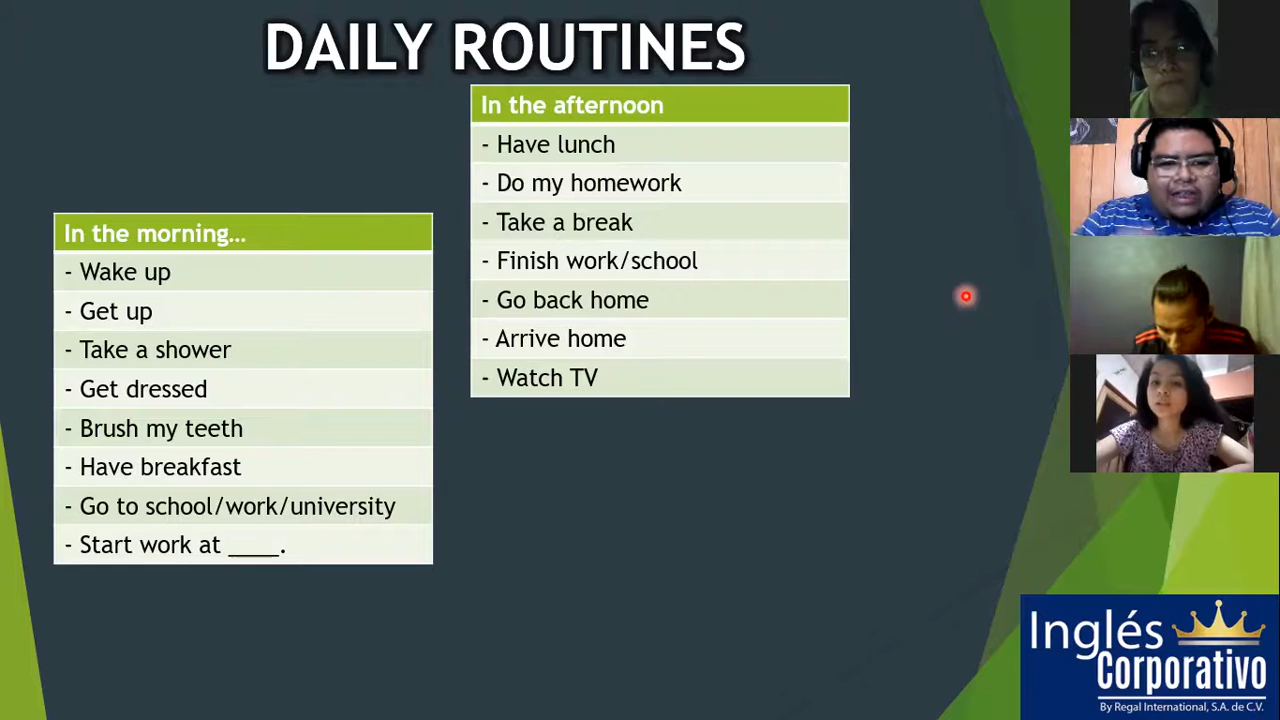 DAILY ROUTINES
In the morning…
- Wake up
- Get up
- Take a shower
- Get dressed
- Brush my teeth
- Have breakfast
- Go to school/work/university
- Start work at ____.
In the afternoon
- Have lunch
- Do my homework
- Take a break
- Finish work/school
- Go back home
- Arrive home
- Watch TV
Inglés
Corporativo
By Regal International, S.A. de C.V.